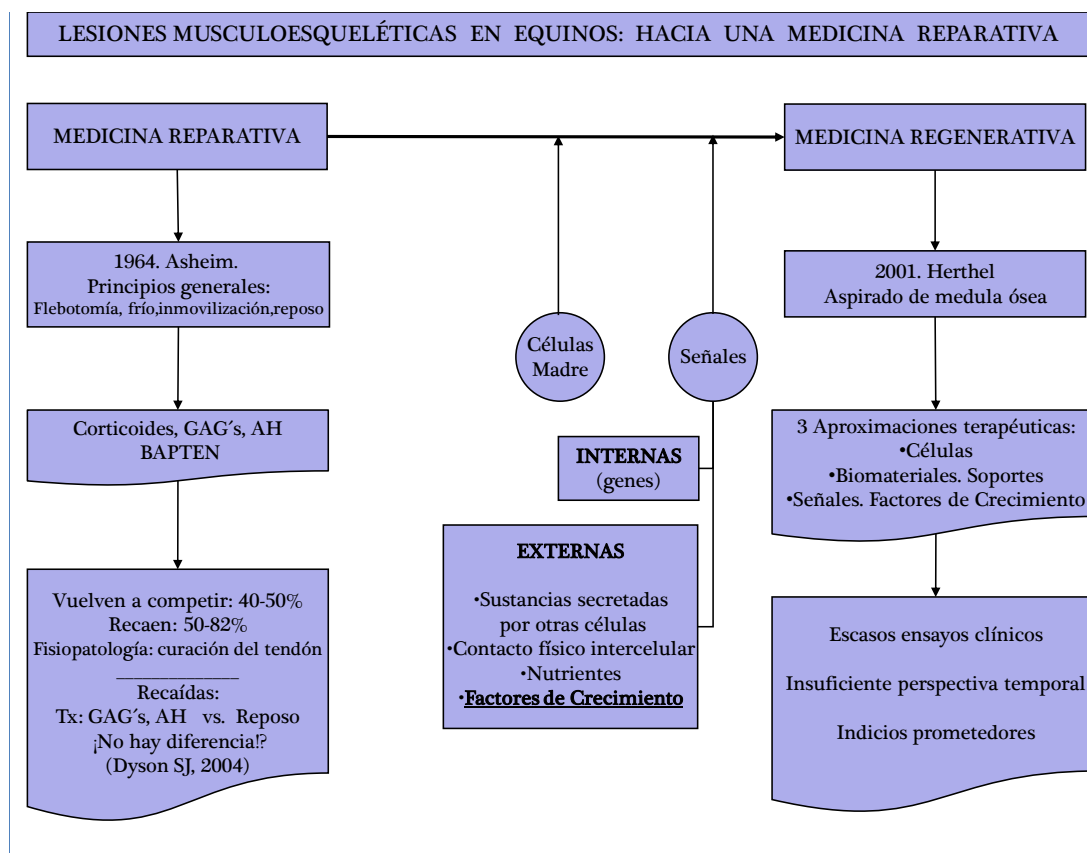 LESIONES MUSCULOESQUELÉTICAS EN EQUINOS: HACIA UNA MEDICINA REPARATIVA
MEDICINA REPARATIVA
1964. Asheim.
Principios generales:
Flebotomía, frío,inmovilización,reposo
Corticoides, GAG´s, AH
BAPTEN
Vuelven a competir: 40-50%
Recaen: 50-82%
Fisiopatología: curación del tendón
______________
Recaídas:
Tx: GAG´s, AH vs. Reposo
¡No hay diferencia!?
(Dyson SJ, 2004)
Células
Madre
Señales
INTERNAS
(genes)
EXTERNAS
•Sustancias secretadas
por otras células
•Contacto físico intercelular
•Nutrientes
•Factores de Crecimiento
MEDICINA REGENERATIVA
2001. Herthel
Aspirado de medula ósea
3 Aproximaciones terapéuticas:
•Células
•Biomateriales. Soportes
•Señales. Factores de Crecimiento
Escasos ensayos clínicos
Insuficiente perspectiva temporal
Indicios prometedores